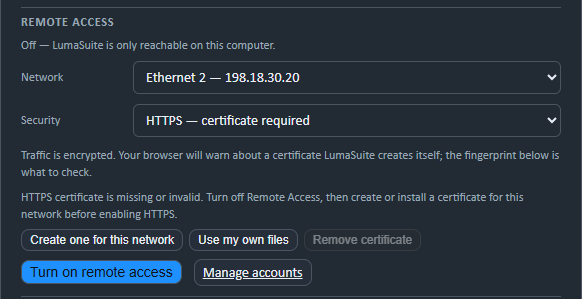 REMOTE ACCESS
Off — LumaSuite is only reachable on this computer.
Network
Ethernet 2 — 198.18.30.20
Security
HTTPS — certificate required
Traffic is encrypted. Your browser will warn about a certificate LumaSuite creates itself; the fingerprint below is
what to check.
HTTPS certificate is missing or invalid. Turn off Remote Access, then create or install a certificate for this
network before enabling HTTPS.
Create one for this network
Use my own files
Remove certificate
Turn on remote access
Manage accounts